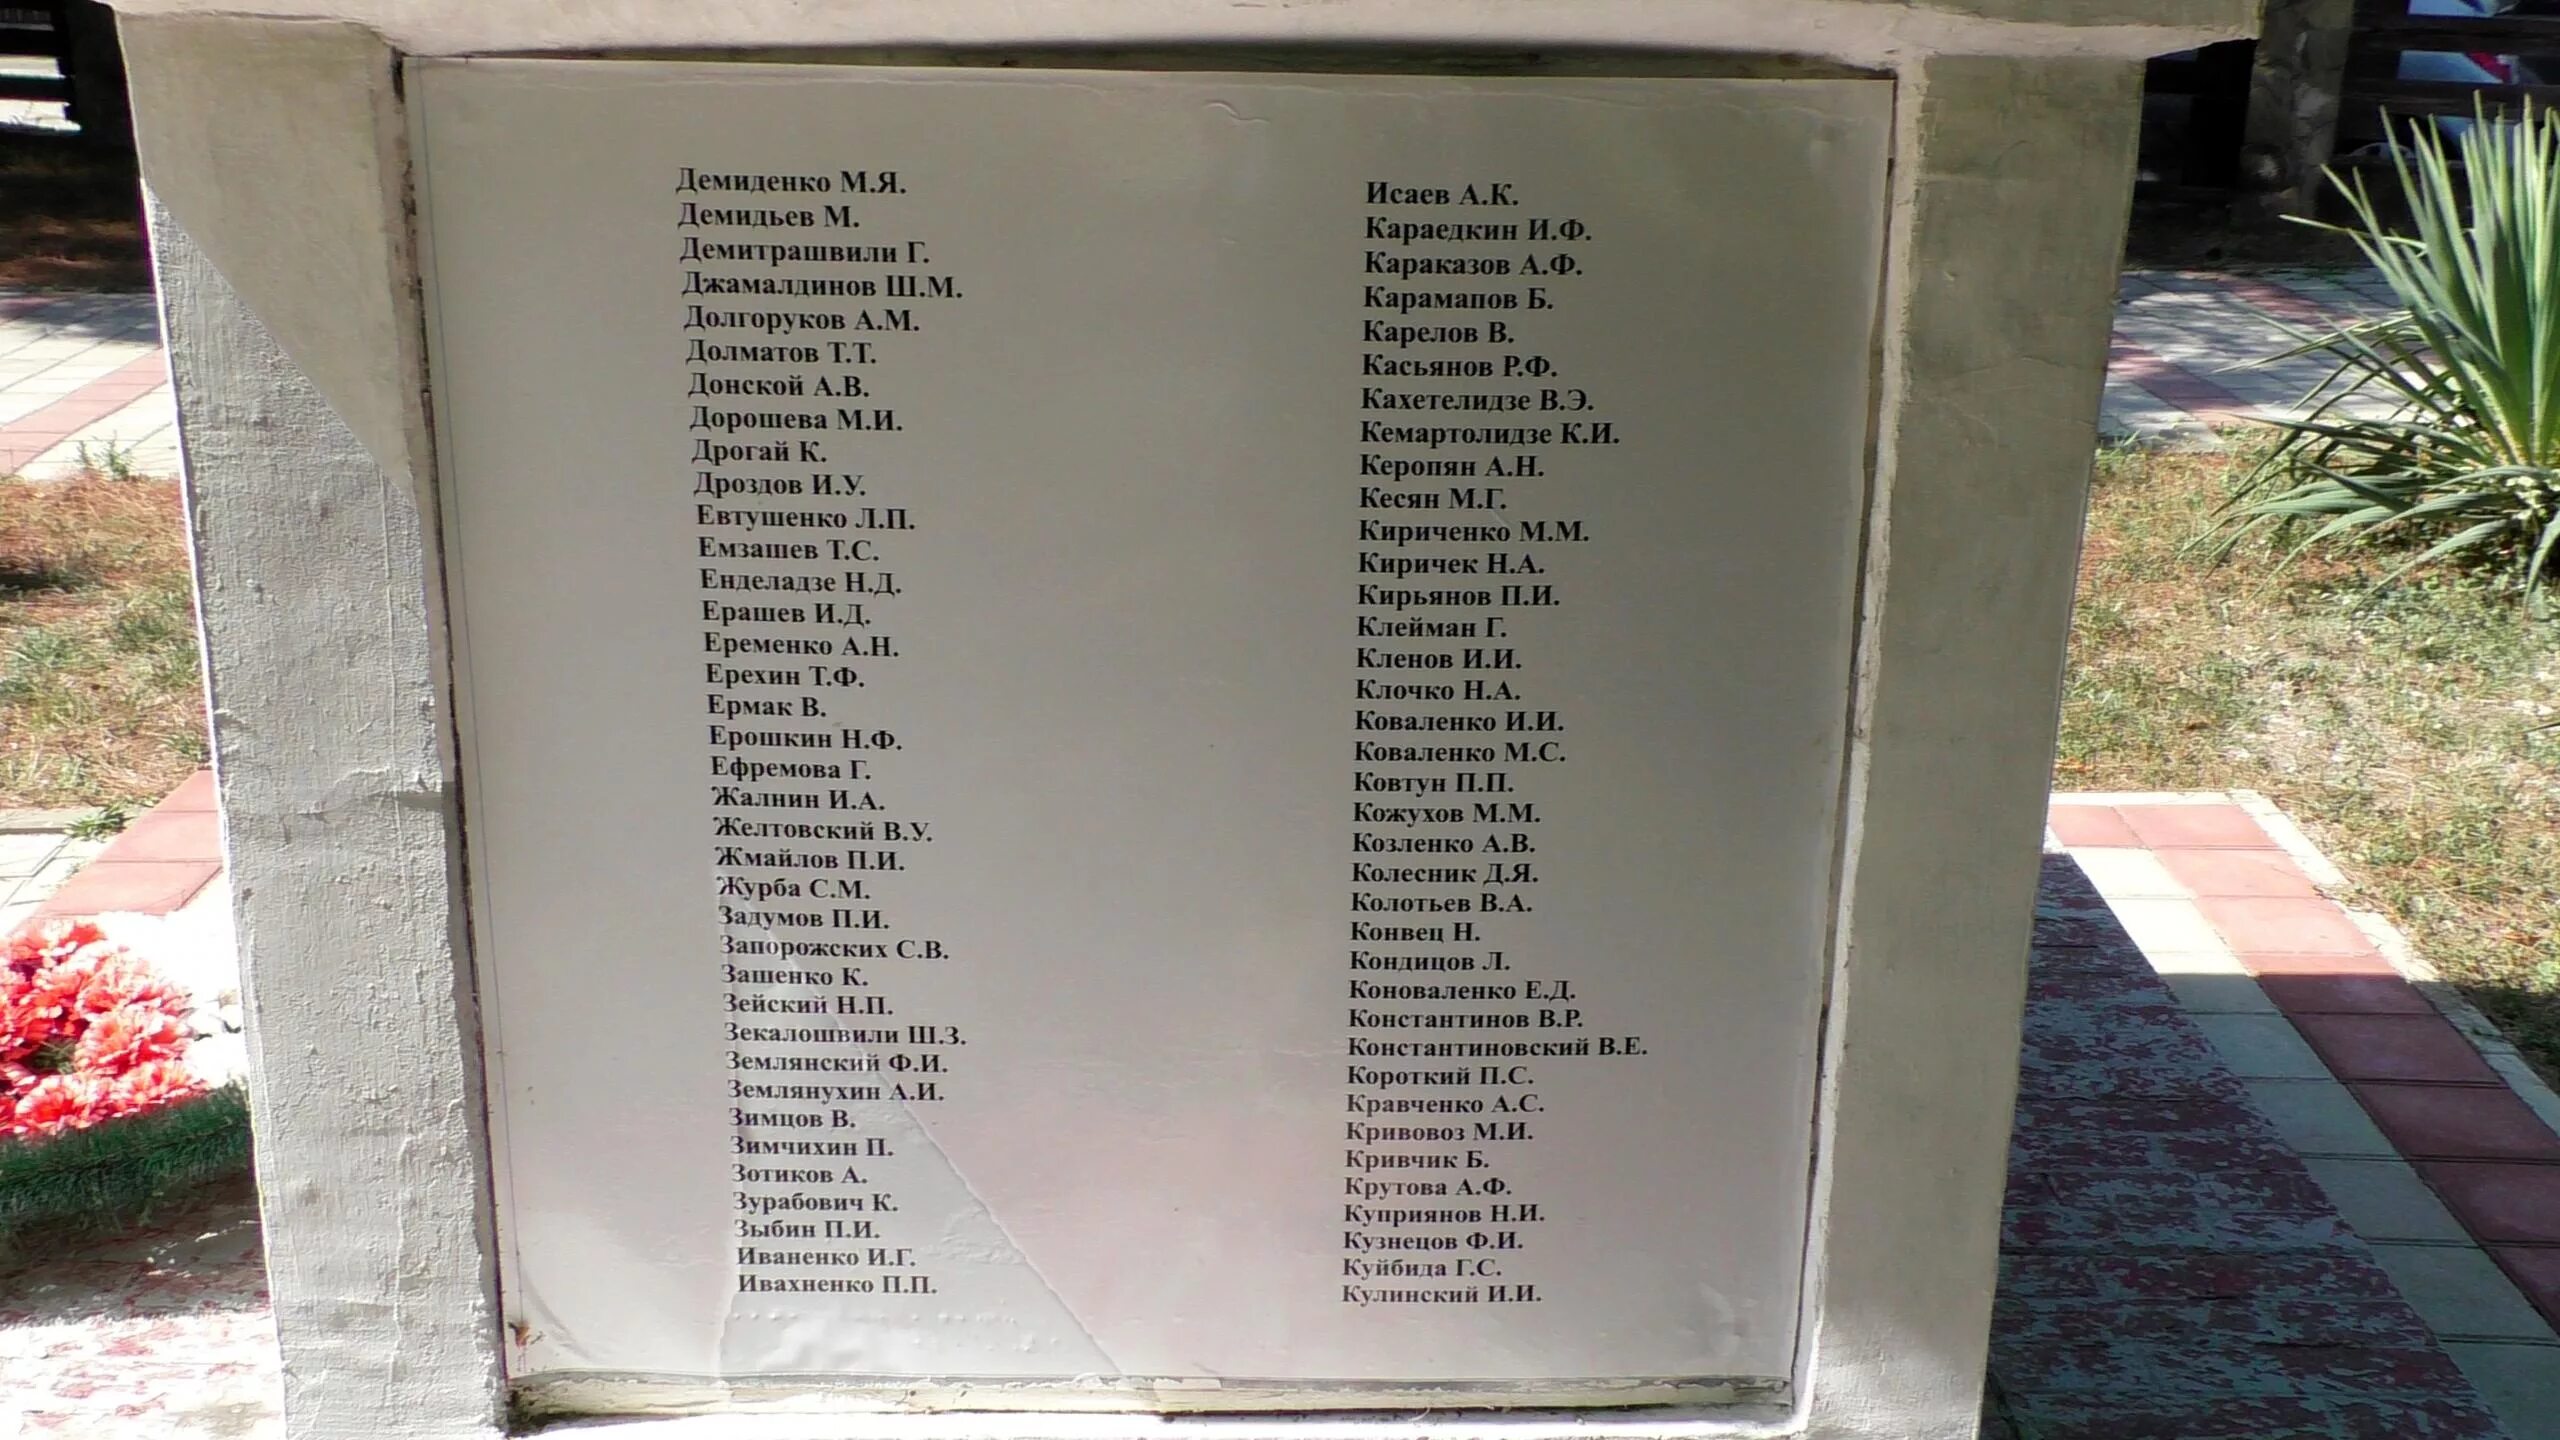 Демиденко М.Я.
Демидьев М.
Демитрашвили Г.
Джамалдинов Ш.М.
Долгоруков А.М.
Долматов Т.Т.
Донской А.В.
Дорошева М.И.
Дрогай К.
Дроздов И.У.
Евтушенко Л.П.
Емзашев Т.С.
Енделадзе Н.Д.
Ерашев И.Д.
Еременко А.Н.
Ерехин Т.Ф.
Ермак В.
Ерошкин Н.Ф.
Ефремова Г.
Жалнин И.А.
Желтовский В.У.
Жмайлов П.И.
Журба С.М.
Задумов П.И.
Запорожских С.В.
Зашенко К.
Зейский Н.П.
Зекалошвили Ш.З.
Землянский Ф.И.
Землянухин А.И.
Зимцов В.
Зимчихин П.
Зотиков А.
Зурабович К.
Зыбин П.И.
Иваненко И.Г.
Ивахненко П.П.
Исаев А.К.
Караедкин И.Ф.
Караказов А.Ф.
Карамапов Б.
Карелов В.
Касьянов Р.Ф.
Кахетелидзе В.Э.
Кемартолидзе К.И.
Керопян А.Н.
Кесян М.Г.
Кириченко М.М.
Киричек Н.А.
Кирьянов П.И.
Клейман Г.
Кленов И.И.
Клочко Н.А.
Коваленко И.И.
Коваленко М.С.
Ковтун П.П.
Кожухов М.М.
Козленко А.В.
Колесник Д.Я.
Колотьев В.А.
Конвец Н.
Кондицов Л.
Коноваленко Е.Д.
Константинов В.Р.
Константиновский В.Е.
Короткий П.С.
Кравченко А.С.
Кривовоз М.И.
Кривчик Б.
Крутова А.Ф.
Куприянов Н.И.
Кузнецов Ф.И.
Куйбида Г.С.
Кулинский И.И.